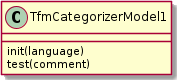 C TfmCategorizerModel1
init(language)
test(comment)